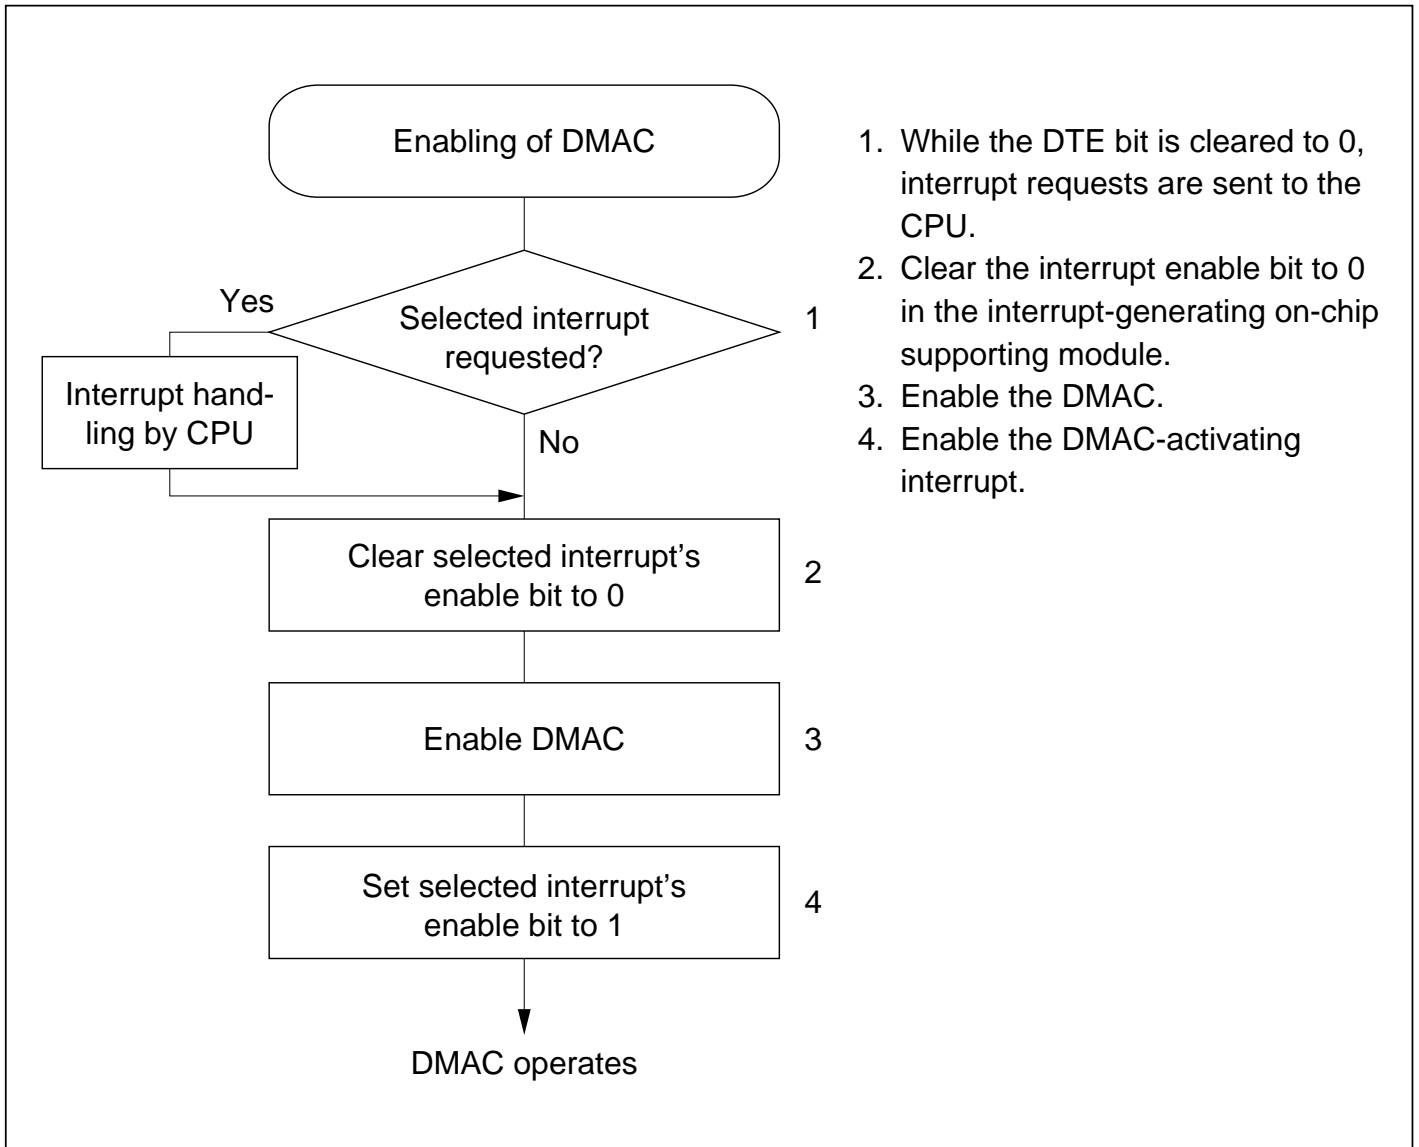 Enabling of DMAC
Yes
Selected interrupt
requested?
1
Interrupt hand-
ling by CPU
No
Clear selected interrupt's
enable bit to 0
2
Enable DMAC
3
Set selected interrupt's
enable bit to 1
4
DMAC operates
1. While the DTE bit is cleared to 0,
interrupt requests are sent to the
CPU.
2. Clear the interrupt enable bit to 0
in the interrupt-generating on-chip
supporting module.
3. Enable the DMAC.
4. Enable the DMAC-activating
interrupt.